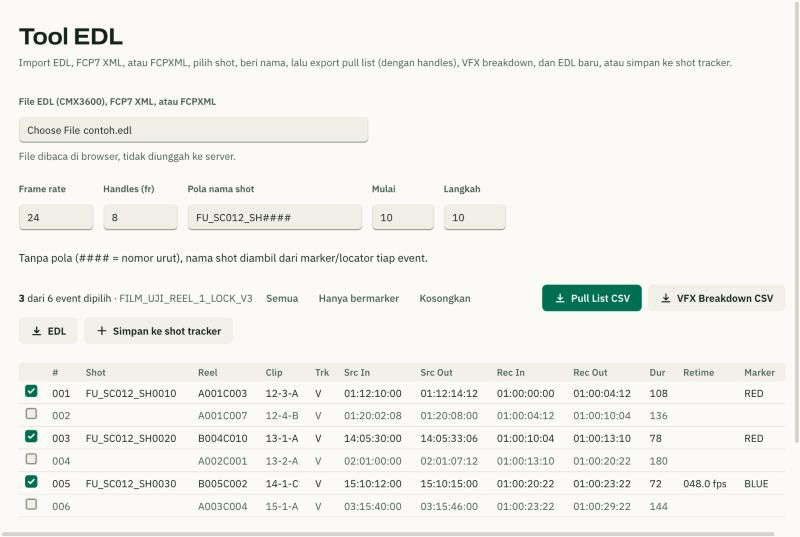 Tool EDL
Import EDL, FCP7 XML, atau FCPXML, pilih shot, beri nama, lalu export pull list (dengan handles), VFX breakdown, dan EDL baru, atau simpan ke shot tracker.
File EDL (CMX3600), FCP7 XML, atau FCPXML
Choose File contoh.edl
File dibaca di browser, tidak diunggah ke server.
Frame rate Handles (fr) Pola nama shot Mulai Langkah
24 8 FU_SC012_SH#### 10 10
Tanpa pola (#### = nomor urut), nama shot diambil dari marker/locator tiap event.
3 dari 6 event dipilih · FILM_UJI_REEL_1_LOCK_V3 Semua Hanya bermarker Kosongkan Pull List CSV VFX Breakdown CSV
EDL Simpan ke shot tracker
# Shot Reel Clip Trk Src In Src Out Rec In Rec Out Dur Retime Marker
001 FU_SC012_SH0010 A001C003 12-3-A V 01:12:10:00 01:12:14:12 01:00:00:00 01:00:04:12 108 RED
002 A001C007 12-4-B V 01:20:02:08 01:20:08:00 01:00:04:12 01:00:10:04 136
003 FU_SC012_SH0020 B004C010 13-1-A V 14:05:30:00 14:05:33:06 01:00:10:04 01:00:13:10 78 RED
004 A002C001 13-2-A V 02:01:00:00 02:01:07:12 01:00:13:10 01:00:20:22 180
005 FU_SC012_SH0030 B005C002 14-1-C V 15:10:12:00 15:10:15:00 01:00:20:22 01:00:23:22 72 048.0 fps BLUE
006 A003C004 15-1-A V 03:15:40:00 03:15:46:00 01:00:23:22 01:00:29:22 144